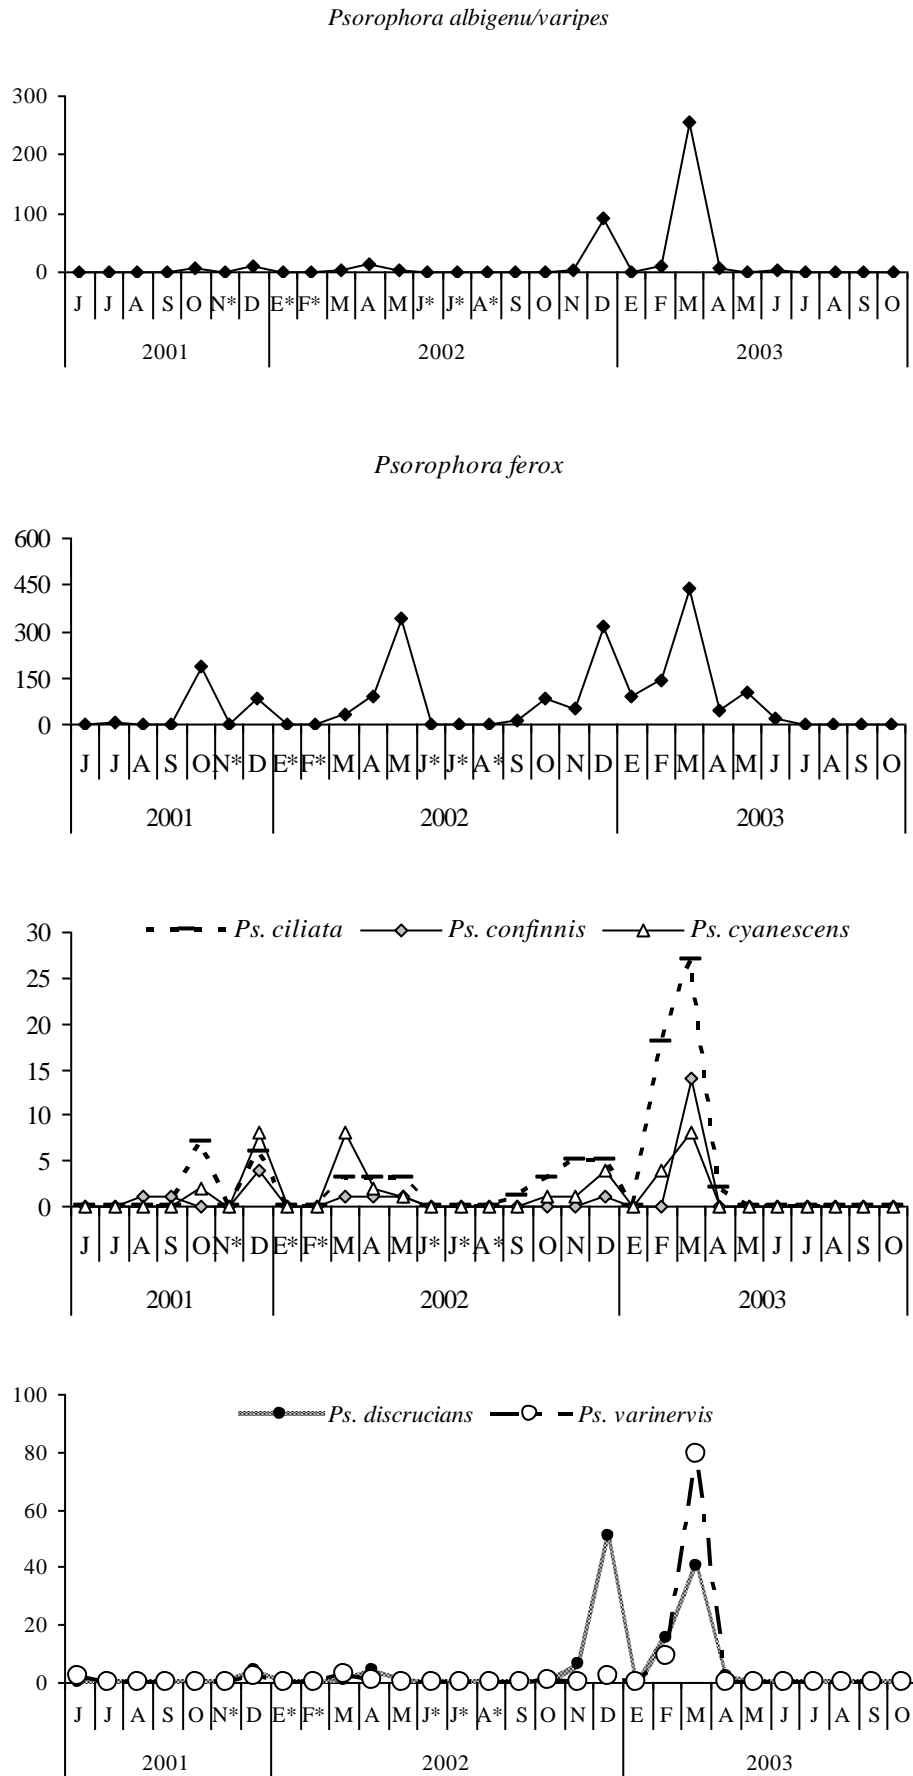 Psorophora albigenu/varipes
300
200
100
0
J J A S O N* D E* F* M A M J* J* A* S O N D E F M A M J J A S O
2001 2002 2003
Psorophora ferox
600
450
300
150
0
J J A S O N* D E* F* M A M J* J* A* S O N D E F M A M J J A S O
2001 2002 2003
Ps. ciliata Ps. confinnis Ps. cyanescens
30
25
20
15
10
5
0
J J A S O N* D E* F* M A M J* J* A* S O N D E F M A M J J A S O
2001 2002 2003
Ps. discrucians Ps. varinervis
100
80
60
40
20
0
J J A S O N* D E* F* M A M J* J* A* S O N D E F M A M J J A S O
2001 2002 2003